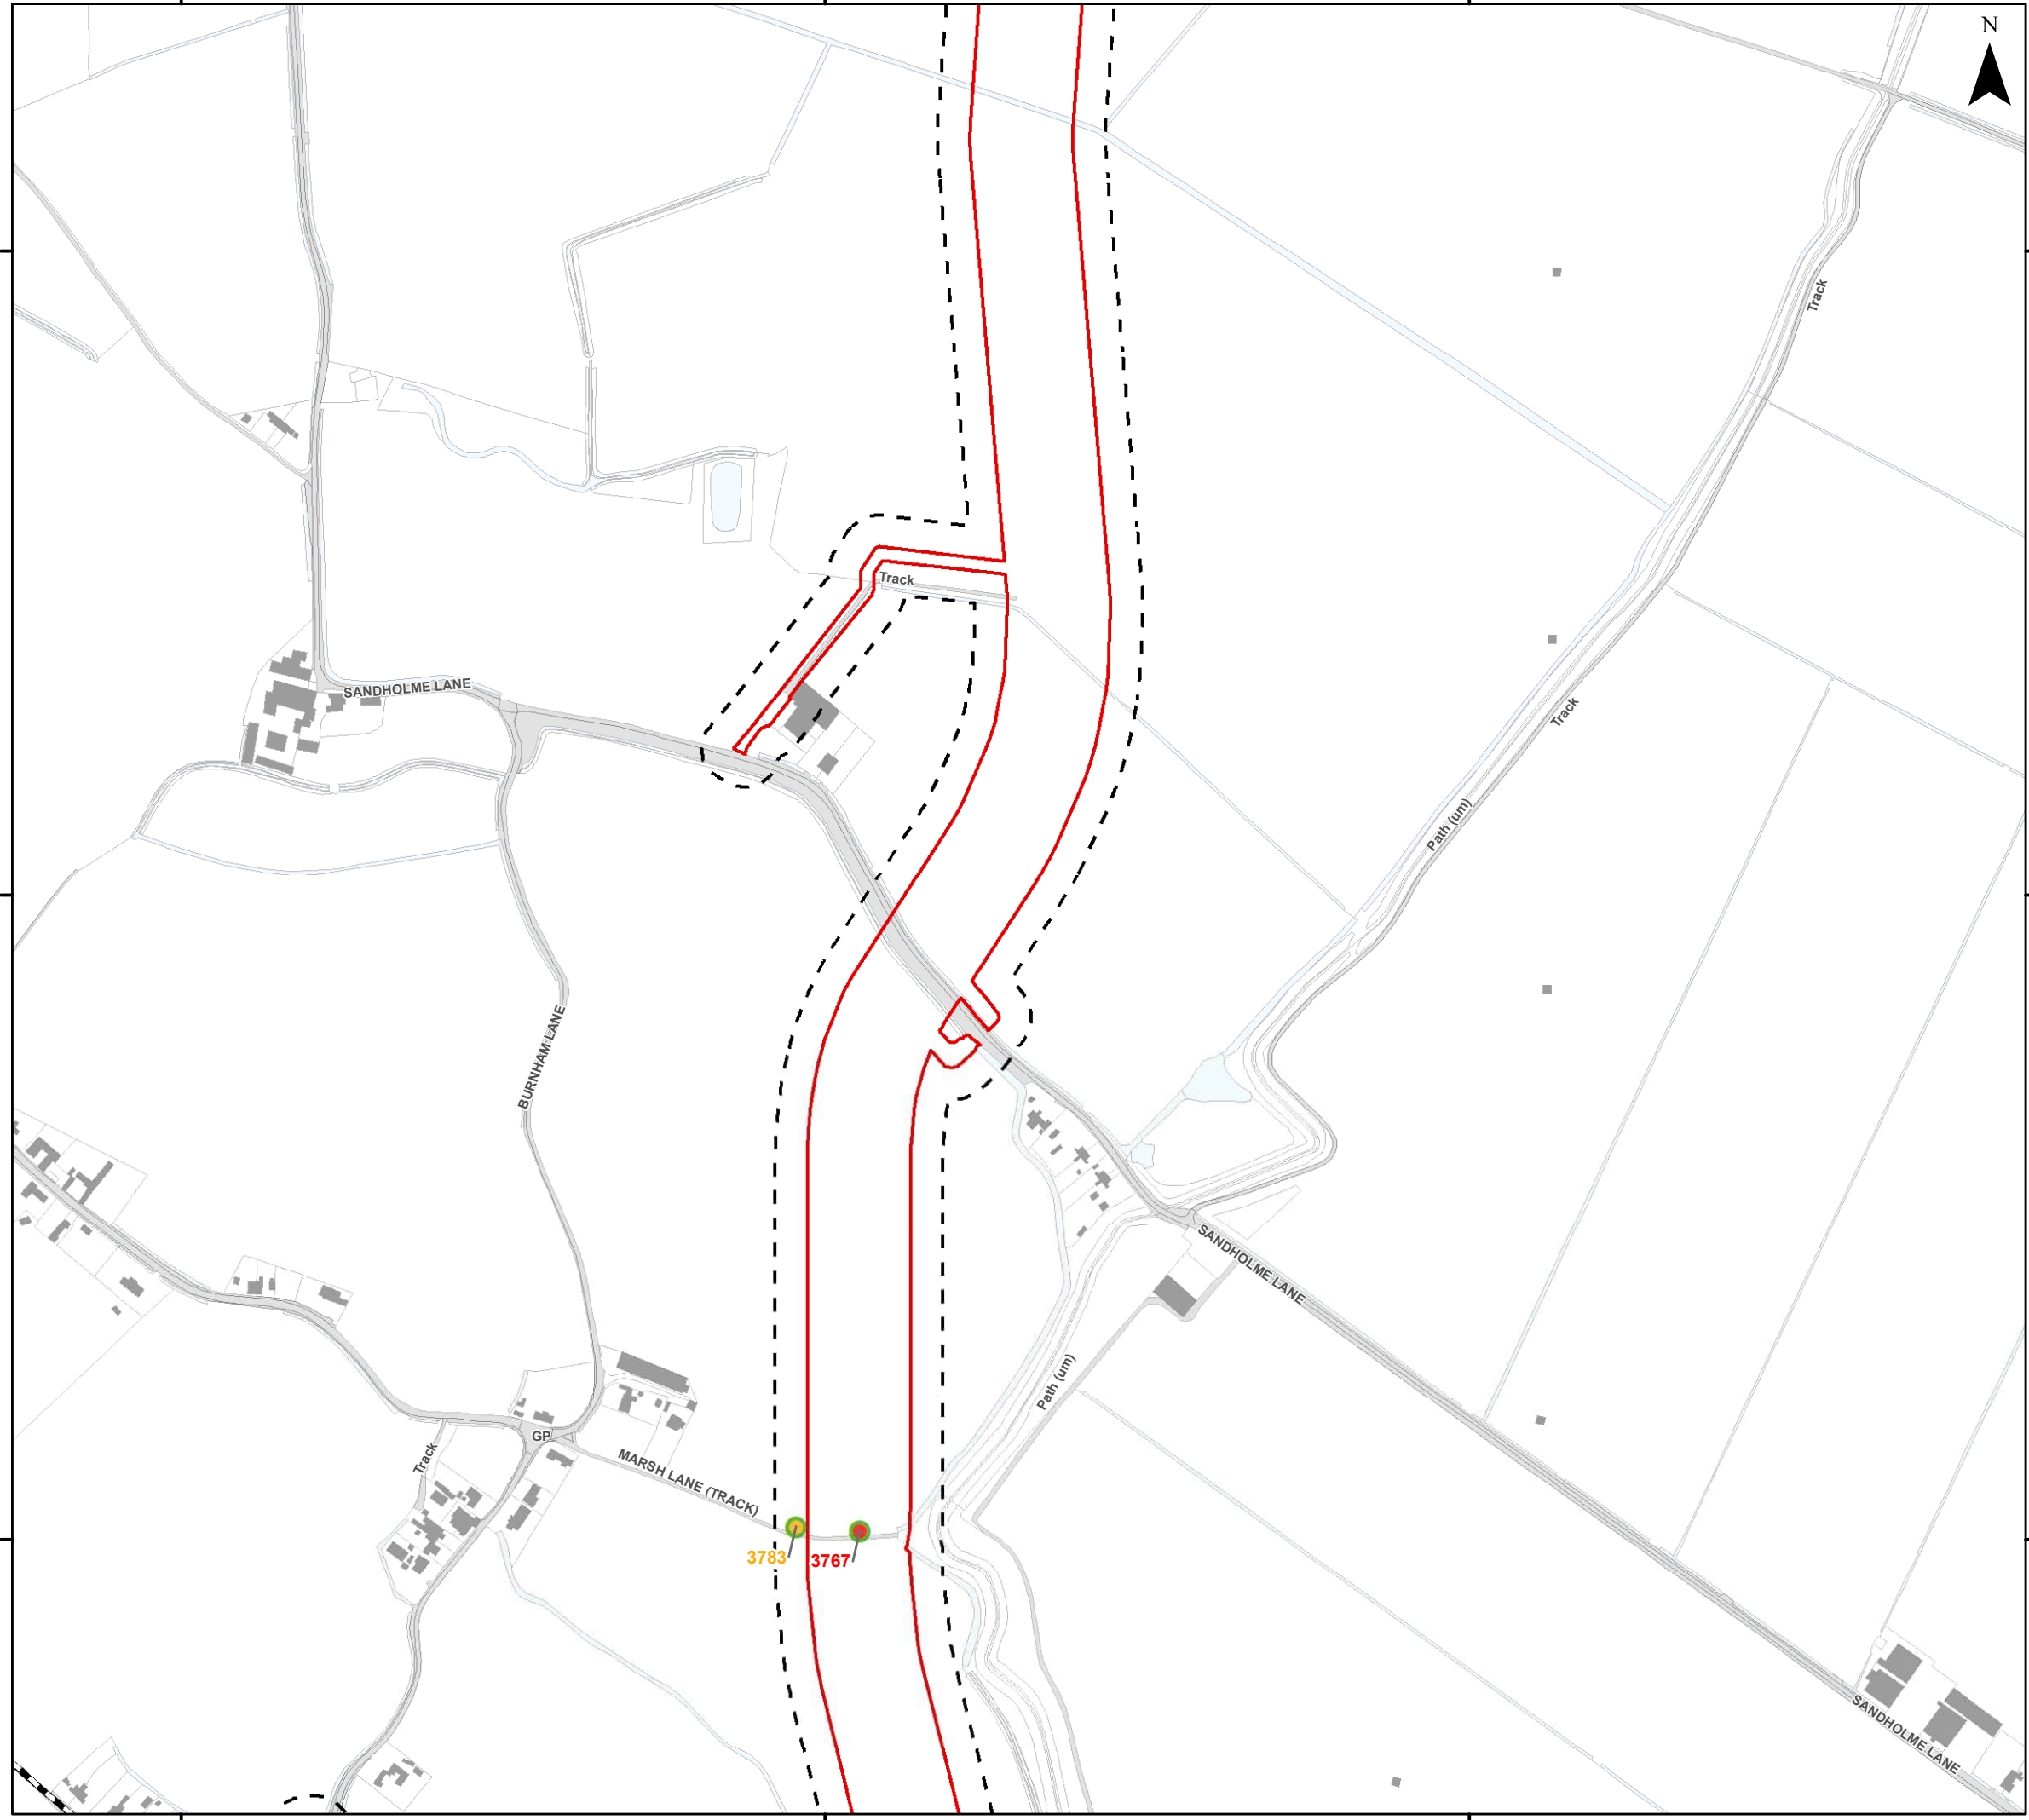 N
Track
Track
SANDHOLME LANE
Track
Path (um)
BURNHAM LANE
SANDHOLME LANE
Path (um)
GP
Track
MARSH LANE (TRACK)
3783
3767
SANDHOLME LANE